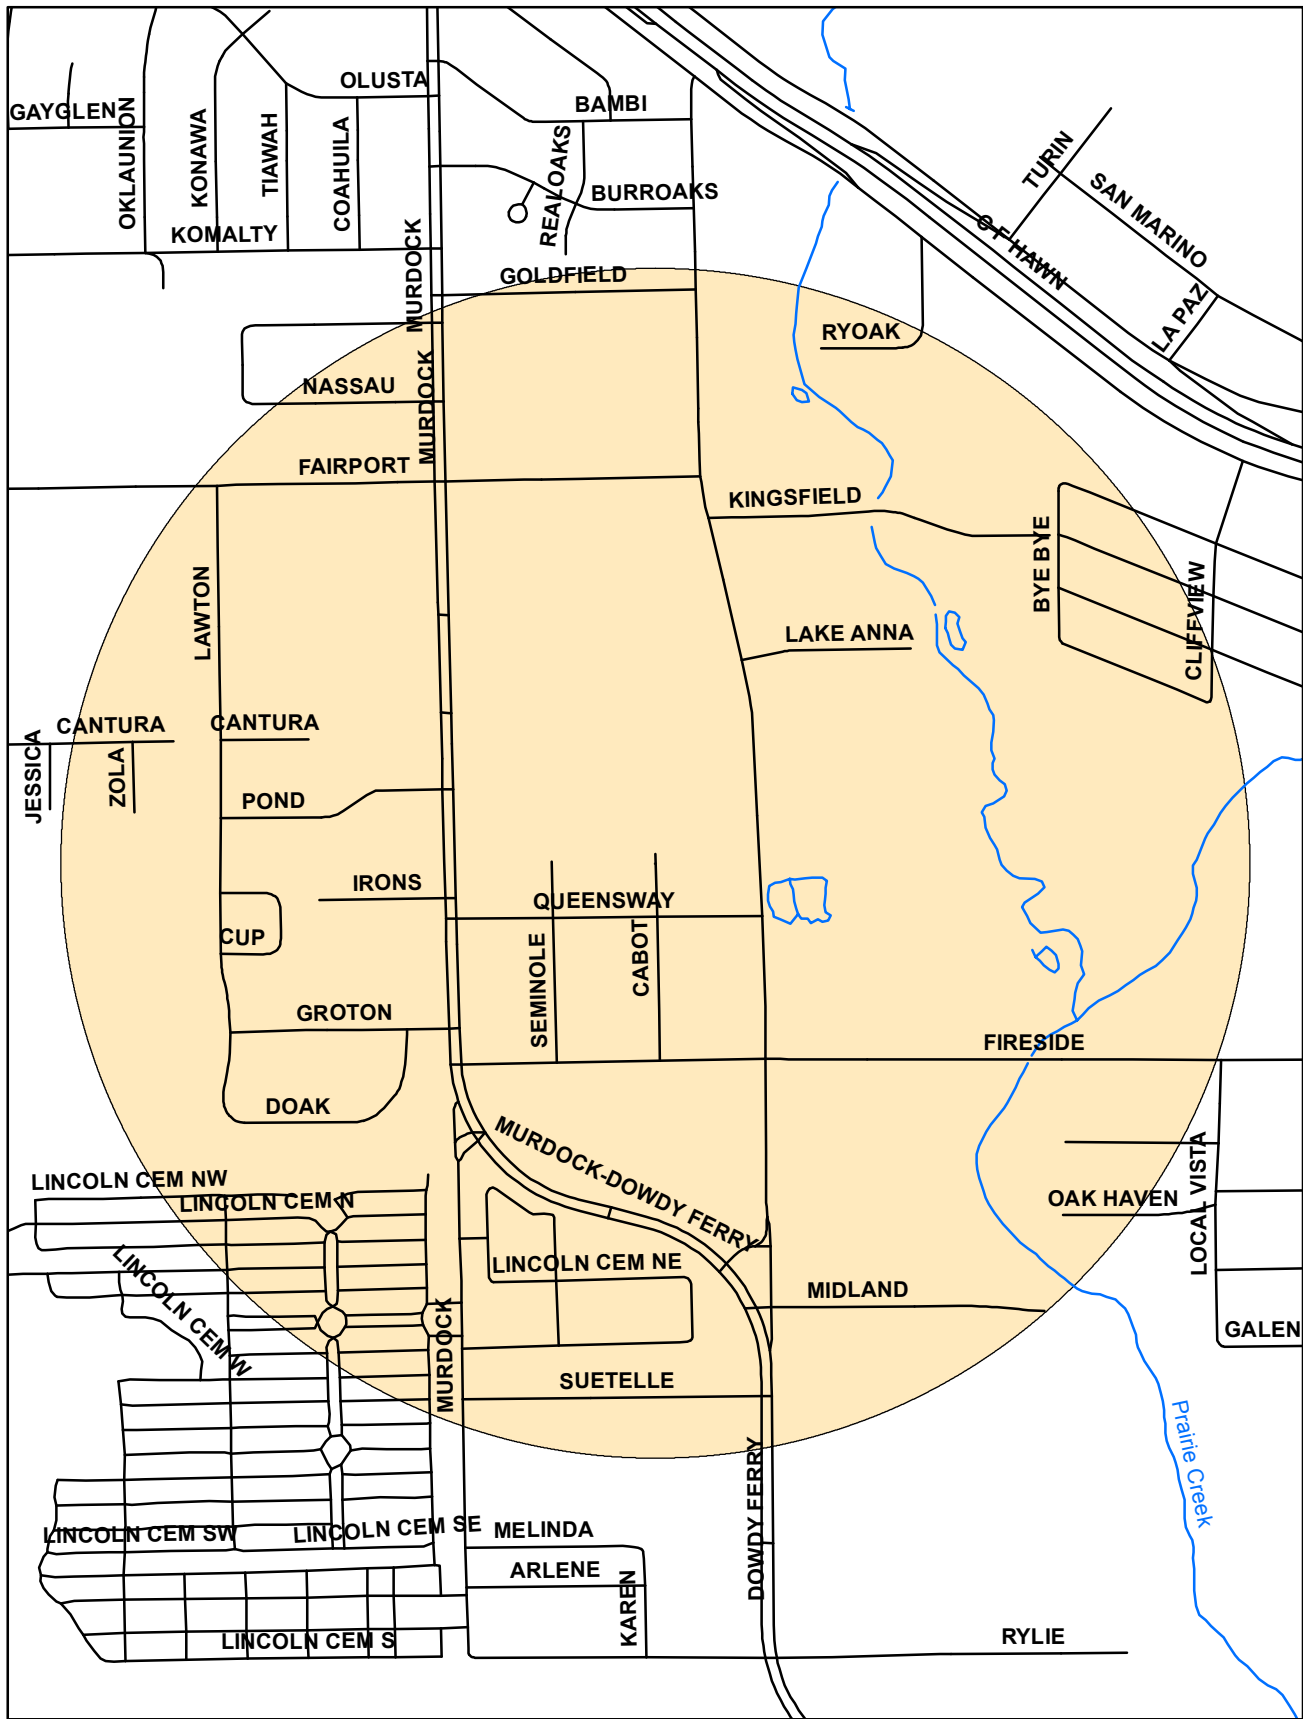 OLUSTA
GAYGLEN
BAMBI
OKLAUNION
KONAWA
TIAWAH
COAHUILA
REALOAKS
TURIN
BURROAKS
SAN MARINO
KOMALTY
MURDOCK
C F HAWN
GOLDFIELD
LA PAZ
RYOAK
NASSAU
MURDOCK
FAIRPORT
KINGSFIELD
BYE BYE
LAWTON
CLIFFVIEW
LAKE ANNA
CANTURA
CANTURA
JESSICA
ZOLA
POND
IRONS
QUEENSWAY
CUP
SEMINOLE
CABOT
GROTON
FIRESIDE
DOAK
MURDOCK-DOWDY FERRY
LINCOLN CEM NW
LINCOLN CEM N
OAK HAVEN
LOCAL VISTA
LINCOLN CEM NE
LINCOLN CEM W
MIDLAND
MURDOCK
GALEN
SUETELLE
Prairie Creek
DOWDY FERRY
LINCOLN CEM SW
LINCOLN CEM SE
MELINDA
ARLENE
KAREN
LINCOLN CEM S
RYLIE